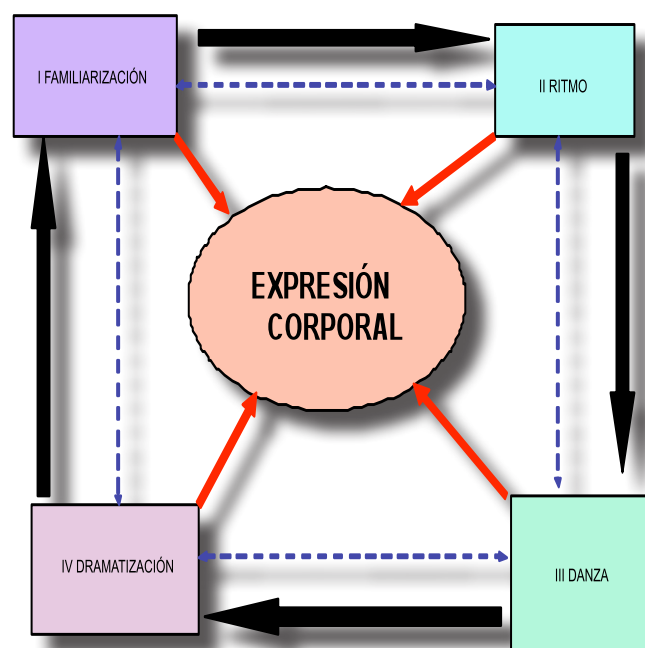 I FAMILIARIZACIÓN
II RITMO
EXPRESIÓN
CORPORAL
IV DRAMATIZACIÓN
III DANZA